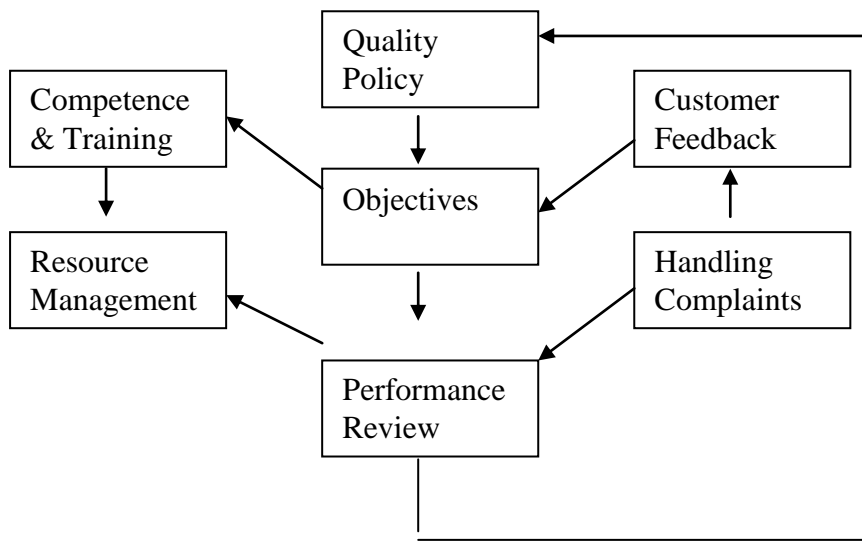 Quality
Policy
Competence
& Training
Customer
Feedback
Objectives
Resource
Management
Handling
Complaints
Performance
Review